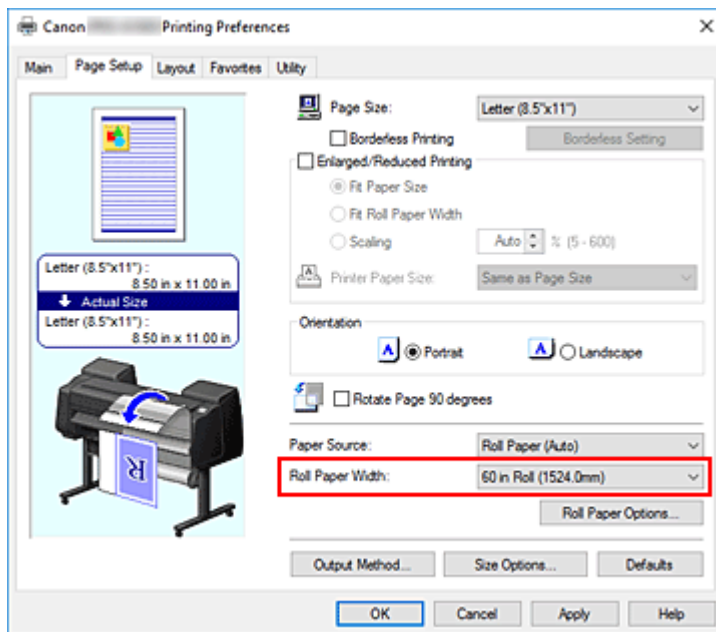 Canon Printing Preferences
Main Page Setup Layout Favorites Utility
Page Size: Letter (8.5"x11")
Borderless Printing Borderless Setting
Enlarged/Reduced Printing
Fit Paper Size
Fit Roll Paper Width
Scaling Auto % (5 - 600)
Printer Paper Size: Same as Page Size
Letter (8.5"x11") :
8.50 in x 11.00 in
Actual Size
Letter (8.5"x11") :
8.50 in x 11.00 in
Orientation
A Portrait A Landscape
Rotate Page 90 degrees
Paper Source: Roll Paper (Auto)
Roll Paper Width: 60 in Roll (1524.0mm)
Roll Paper Options...
R
Output Method... Size Options... Defaults
OK Cancel Apply Help